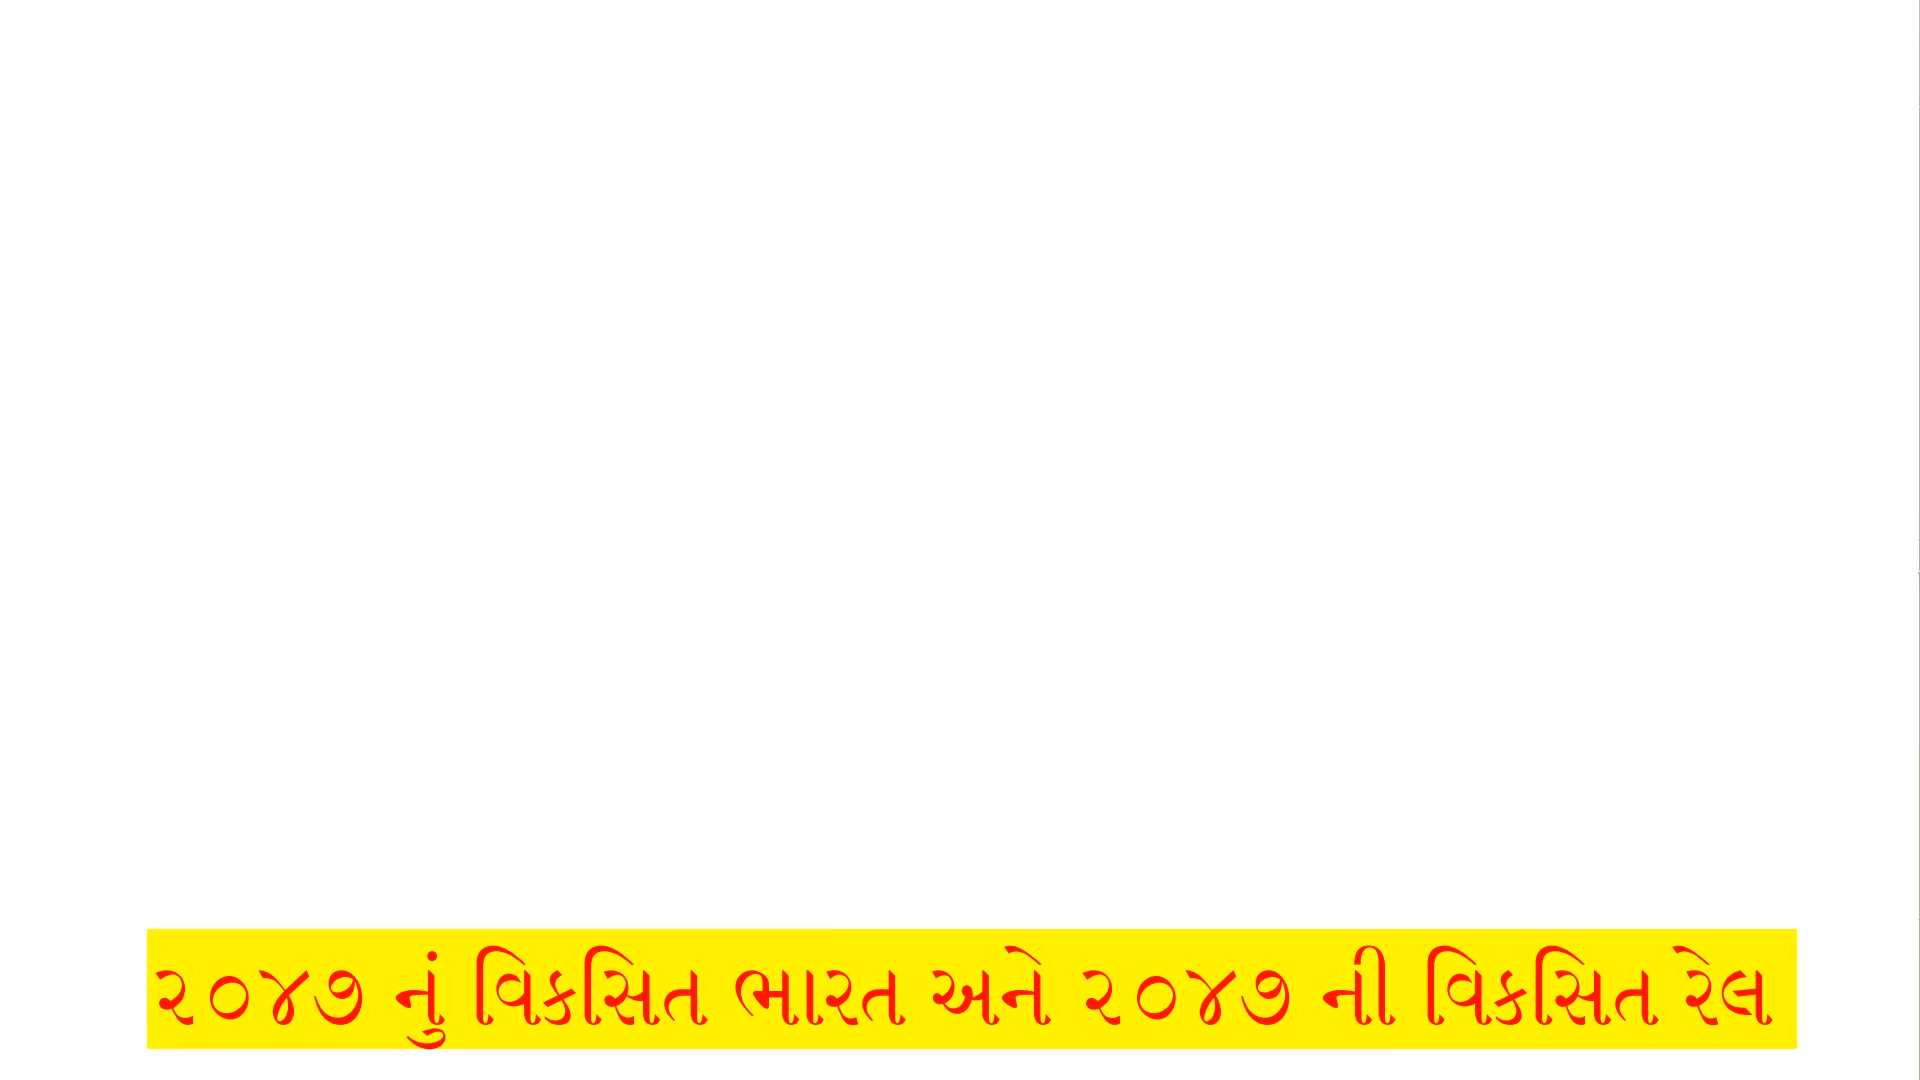 ૨૦૪૭ નું વિકસિત ભારત અને ૨૦૪૭ ની વિકસિત રેલ